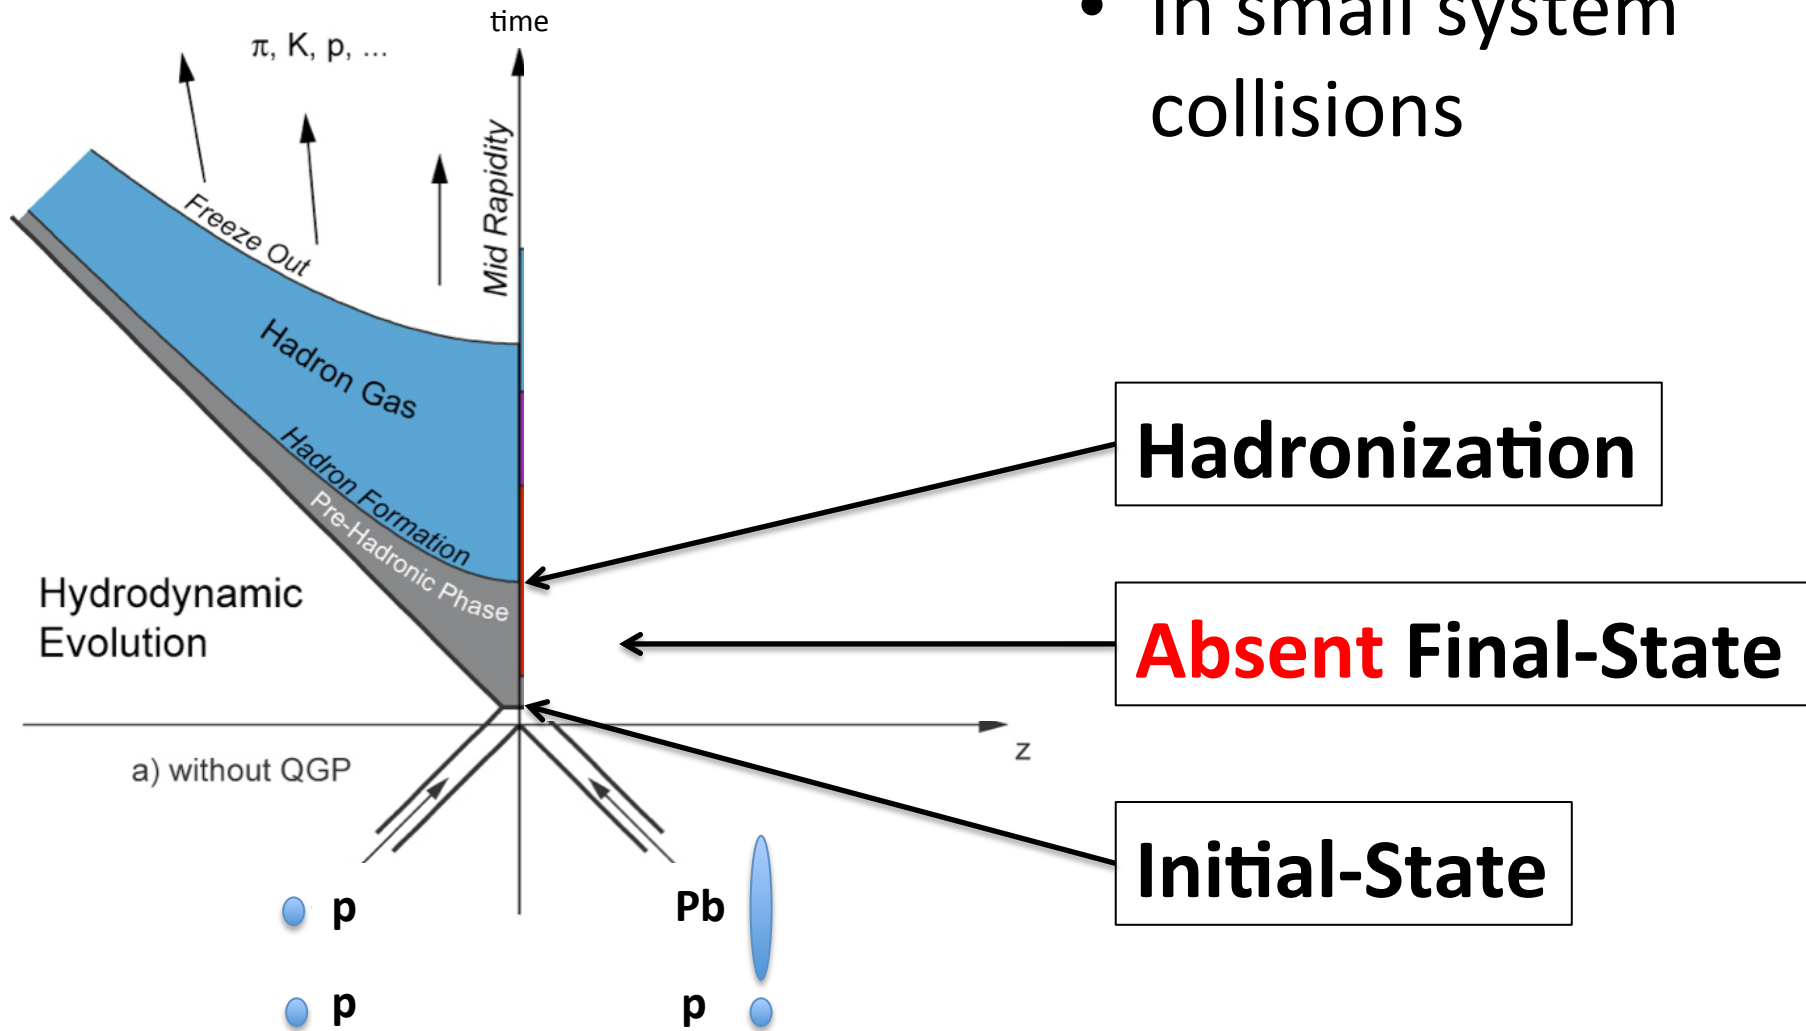 time
• In small system
collisions
π, K, p, ...
Mid Rapidity
Freeze Out
Hadron Gas
Hadron Formation
Pre-Hadronic Phase
Hydrodynamic
Evolution
Hadronization
Absent Final-State
Initial-State
z
a) without QGP
p
Pb
p
p